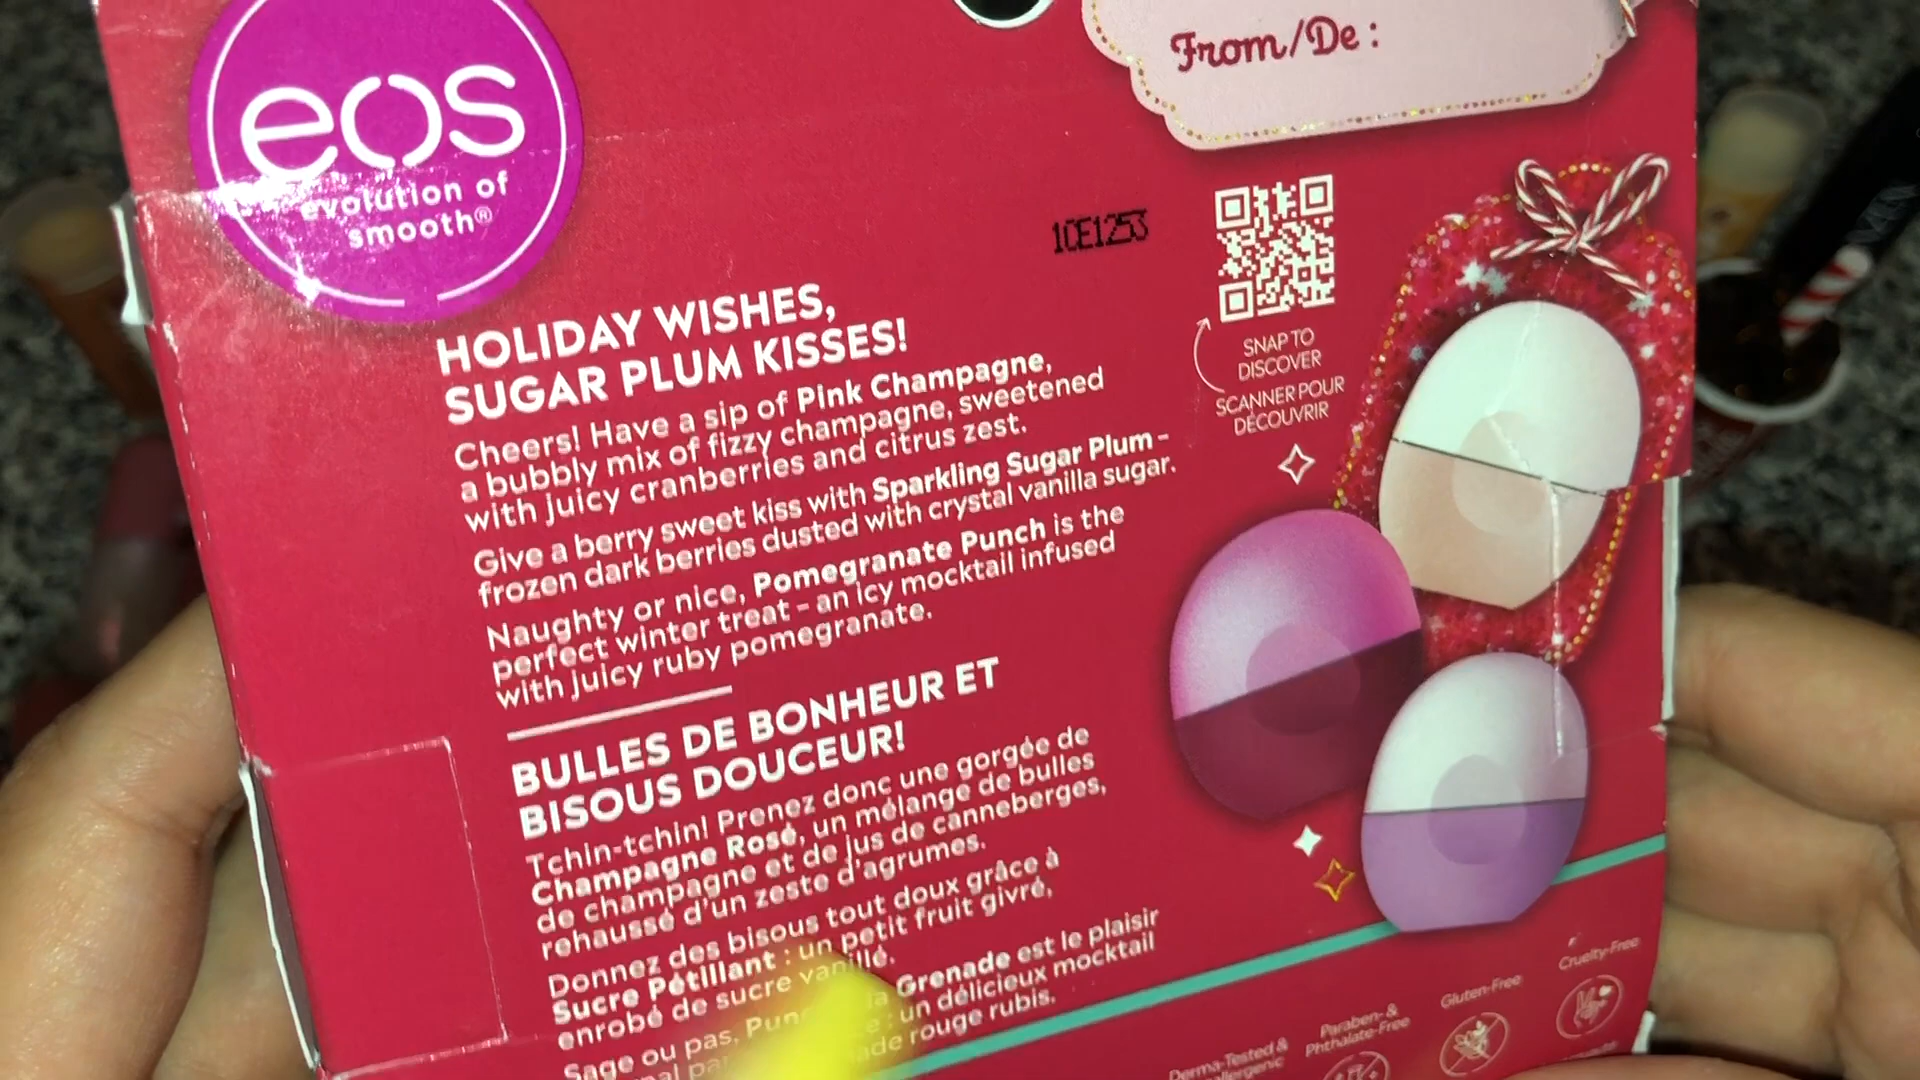 eos
evolution of
smooth®
From/De :
1CE1253
SNAP TO
DISCOVER
SCANNER POUR
DÉCOUVRIR
HOLIDAY WISHES,
SUGAR PLUM KISSES!
Cheers! Have a sip of Pink Champagne,
a bubbly mix of fizzy champagne, sweetened
with juicy cranberries and citrus zest.
Give a berry sweet kiss with Sparkling Sugar Plum –
frozen dark berries dusted with crystal vanilla sugar.
Naughty or nice, Pomegranate Punch is the
perfect winter treat – an icy mocktail infused
with juicy ruby pomegranate.
BULLES DE BONHEUR ET
BISOUS DOUCEUR!
Tchin-tchin! Prenez donc une gorgée de
Champagne Rosé, un mélange de bulles
de champagne et de jus de canneberges,
rehaussé d'un zeste d'agrumes.
Donnez des bisous tout doux grâce à
Sucre Pétillant : un petit fruit givré,
enrobé de sucre vanillé.
Sage ou pas, Grenade est le plaisir
: un délicieux mocktail
rouge rubis.
Derma-Tested &
Paraben- &
Phthalate-Free
Gluten-Free
Cruelty-Free